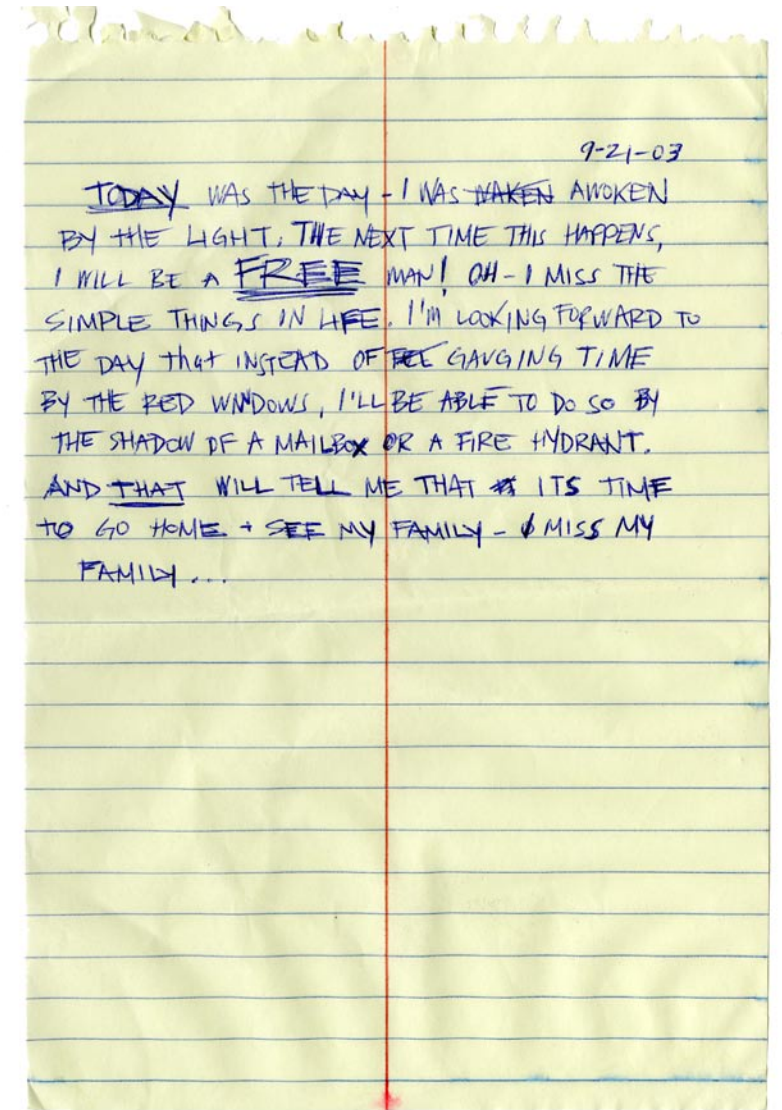 9-21-03
TODAY WAS THE DAY - I WAS WAKEN AWOKEN
BY THE LIGHT. THE NEXT TIME THIS HAPPENS,
I WILL BE A FREE MAN! OH - I MISS THE
SIMPLE THINGS IN LIFE. I'm LOOKING FORWARD TO
THE DAY that INSTEAD OF GAUGING TIME
BY THE RED WINDOWS, I'LL BE ABLE TO DO SO BY
THE SHADOW OF A MAILBOX OR A FIRE HYDRANT.
AND THAT WILL TELL ME THAT ITS TIME
TO GO HOME + SEE MY FAMILY - I MISS MY
FAMILY...